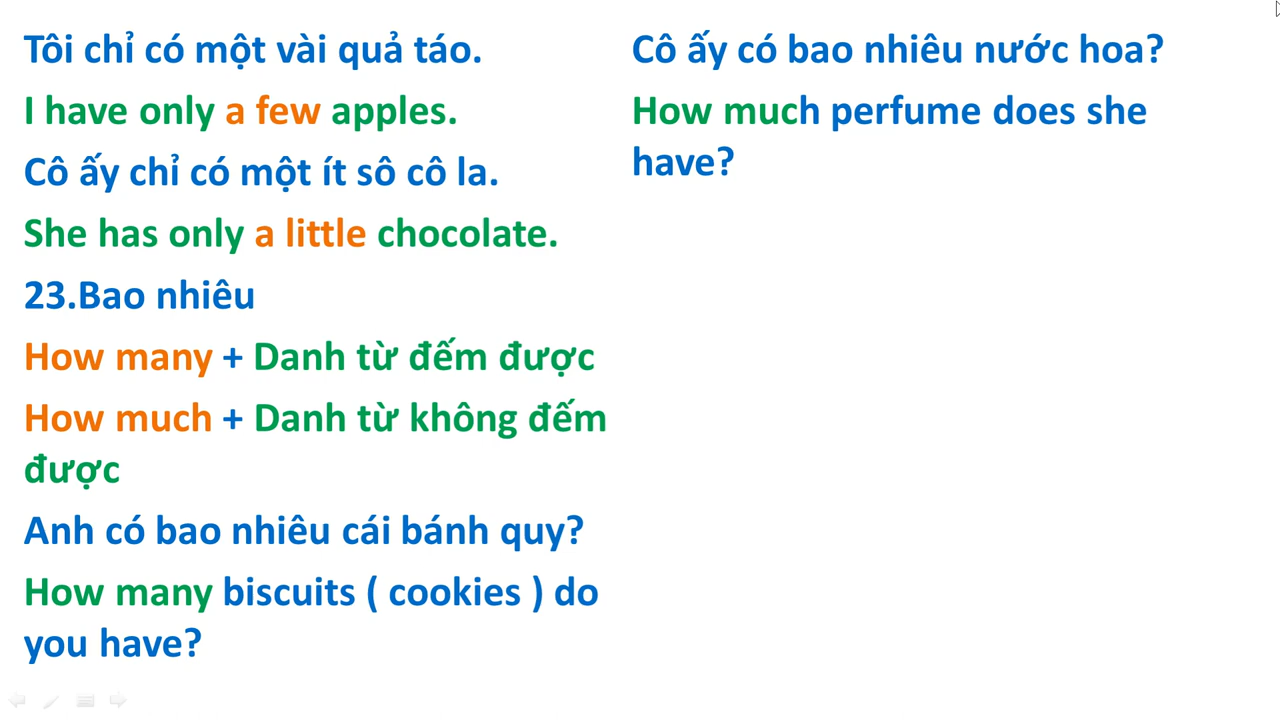 Tôi chỉ có một vài quả táo.
I have only a few apples.
Cô ấy chỉ có một ít sô cô la.
She has only a little chocolate.
23.Bao nhiêu
How many + Danh từ đếm được
How much + Danh từ không đếm
được
Anh có bao nhiêu cái bánh quy?
How many biscuits ( cookies ) do
you have?
Cô ấy có bao nhiêu nước hoa?
How much perfume does she
have?